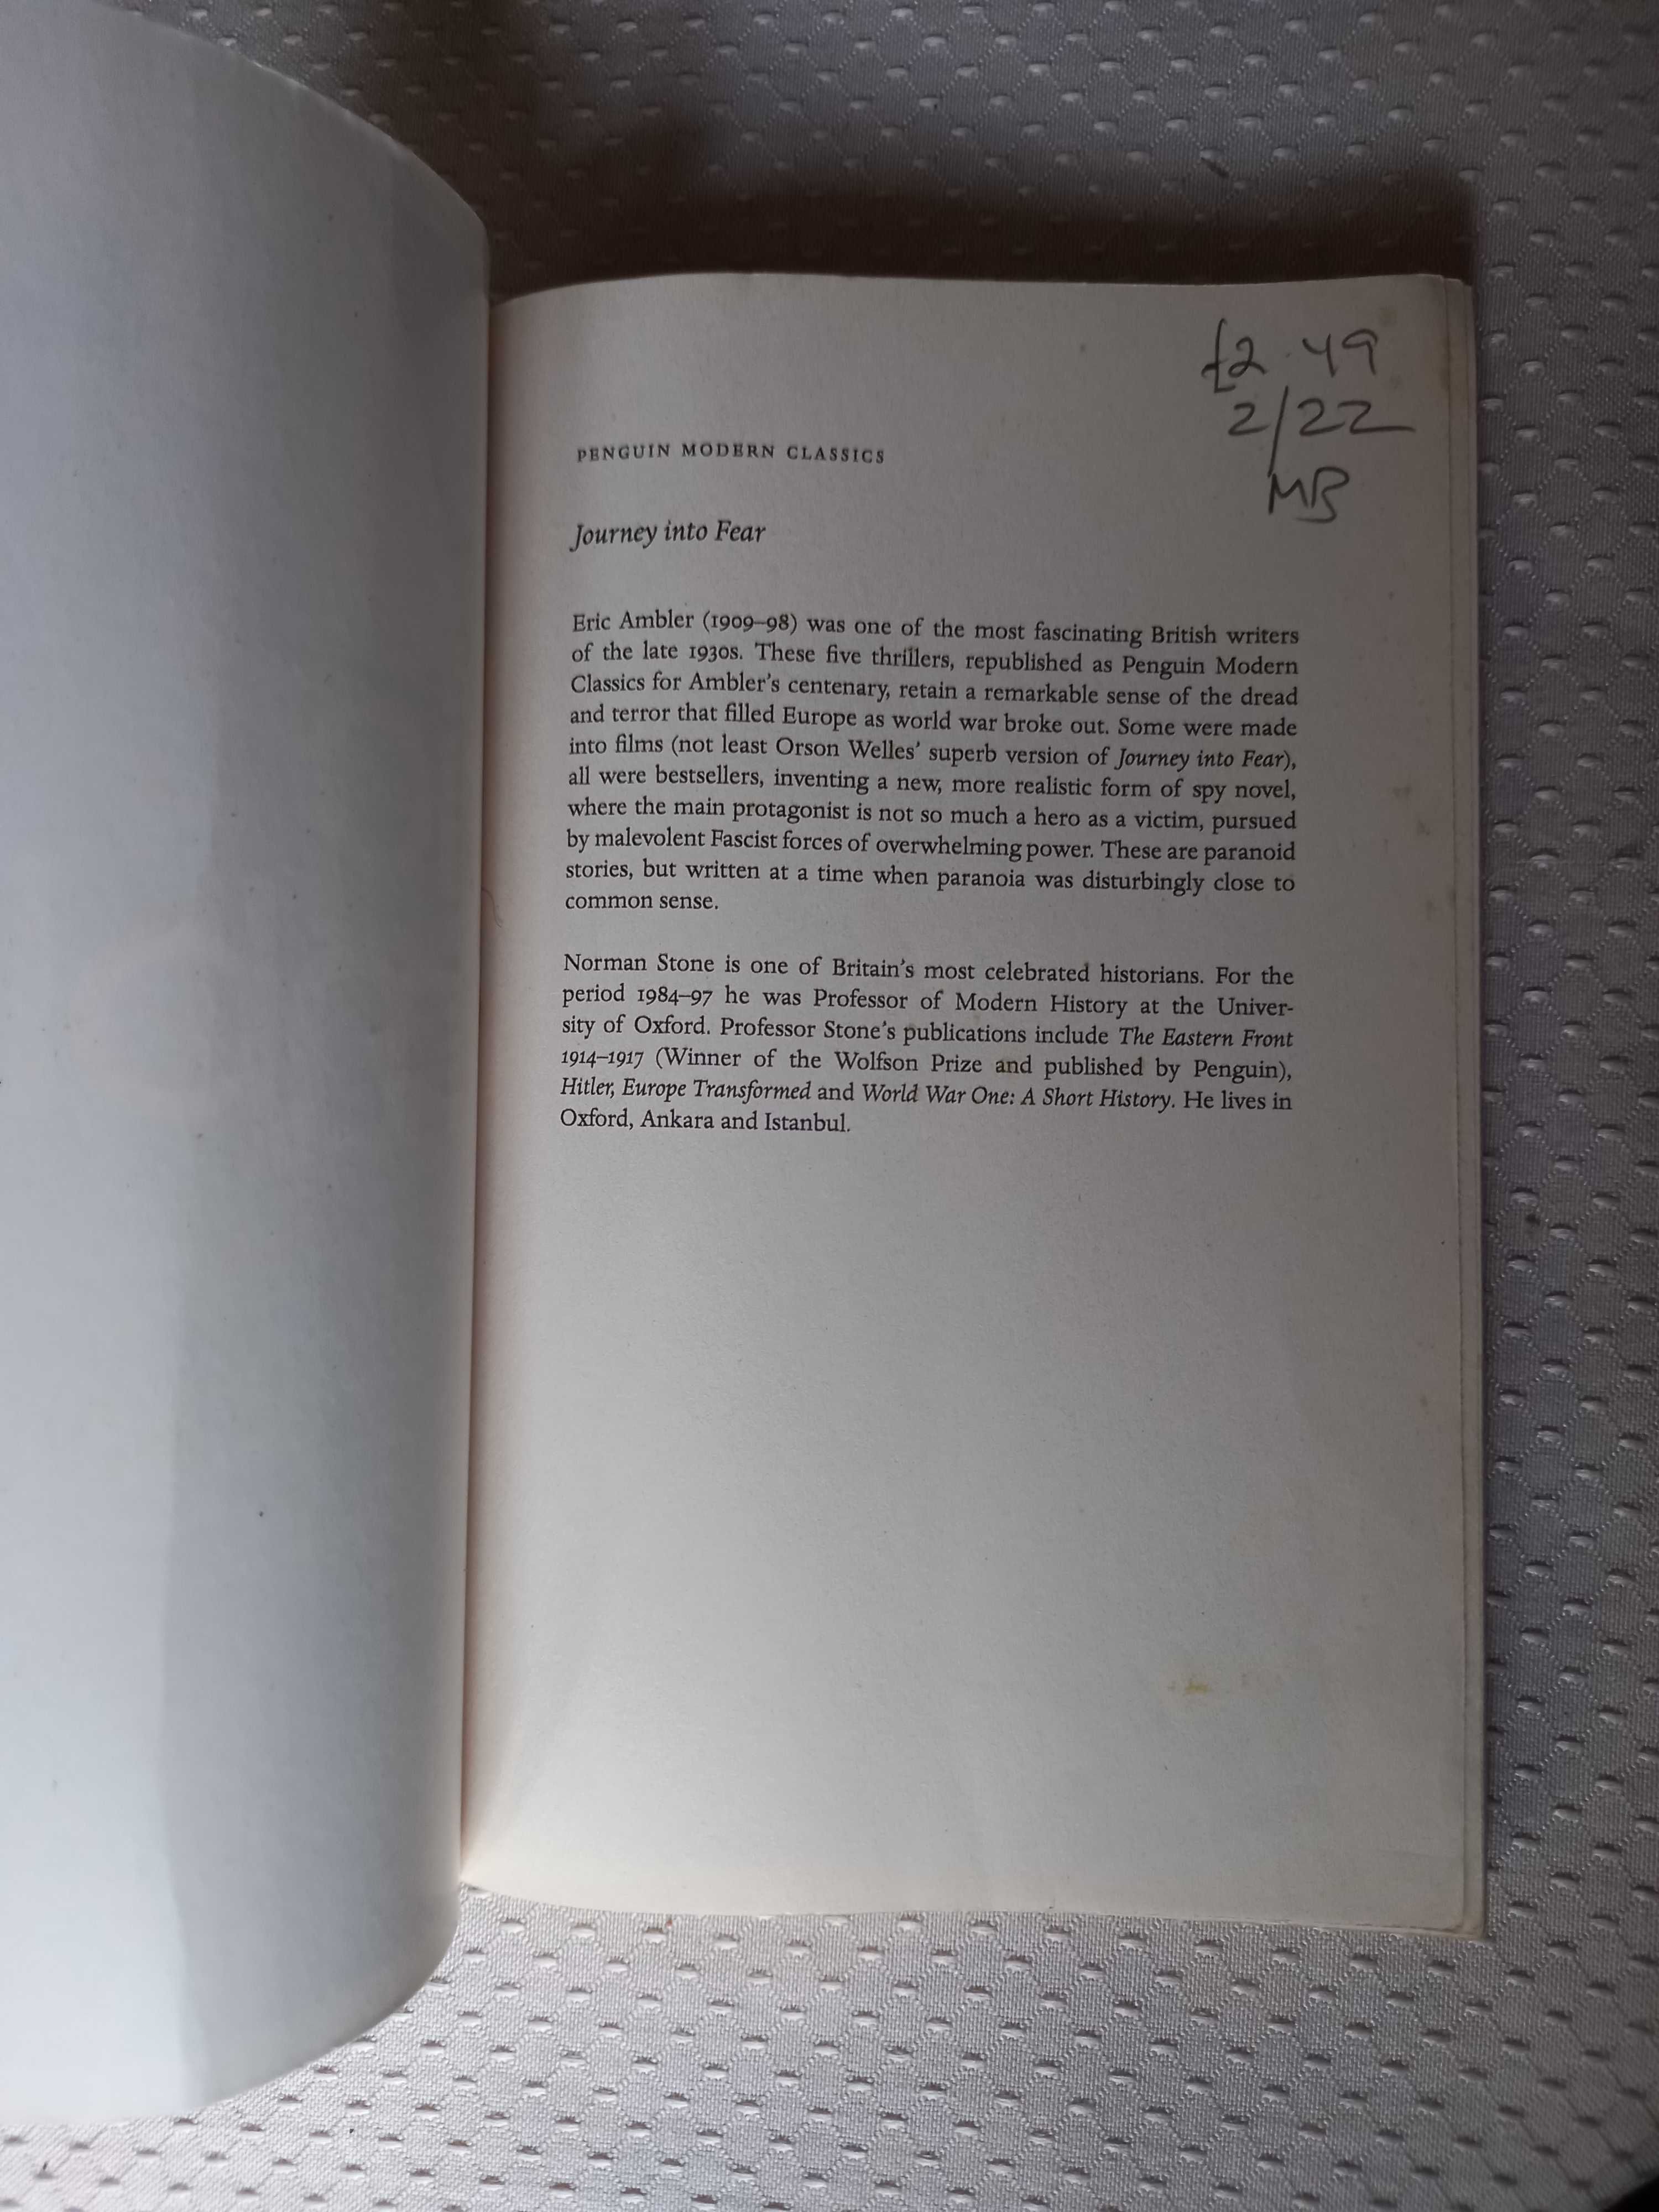 £2.49
2/22
MB
PENGUIN MODERN CLASSICS
Journey into Fear
Eric Ambler (1909–98) was one of the most fascinating British writers
of the late 1930s. These five thrillers, republished as Penguin Modern
Classics for Ambler's centenary, retain a remarkable sense of the dread
and terror that filled Europe as world war broke out. Some were made
into films (not least Orson Welles' superb version of Journey into Fear),
all were bestsellers, inventing a new, more realistic form of spy novel,
where the main protagonist is not so much a hero as a victim, pursued
by malevolent Fascist forces of overwhelming power. These are paranoid
stories, but written at a time when paranoia was disturbingly close to
common sense.
Norman Stone is one of Britain's most celebrated historians. For the
period 1984–97 he was Professor of Modern History at the Univer-
sity of Oxford. Professor Stone's publications include The Eastern Front
1914–1917 (Winner of the Wolfson Prize and published by Penguin),
Hitler, Europe Transformed and World War One: A Short History. He lives in
Oxford, Ankara and Istanbul.